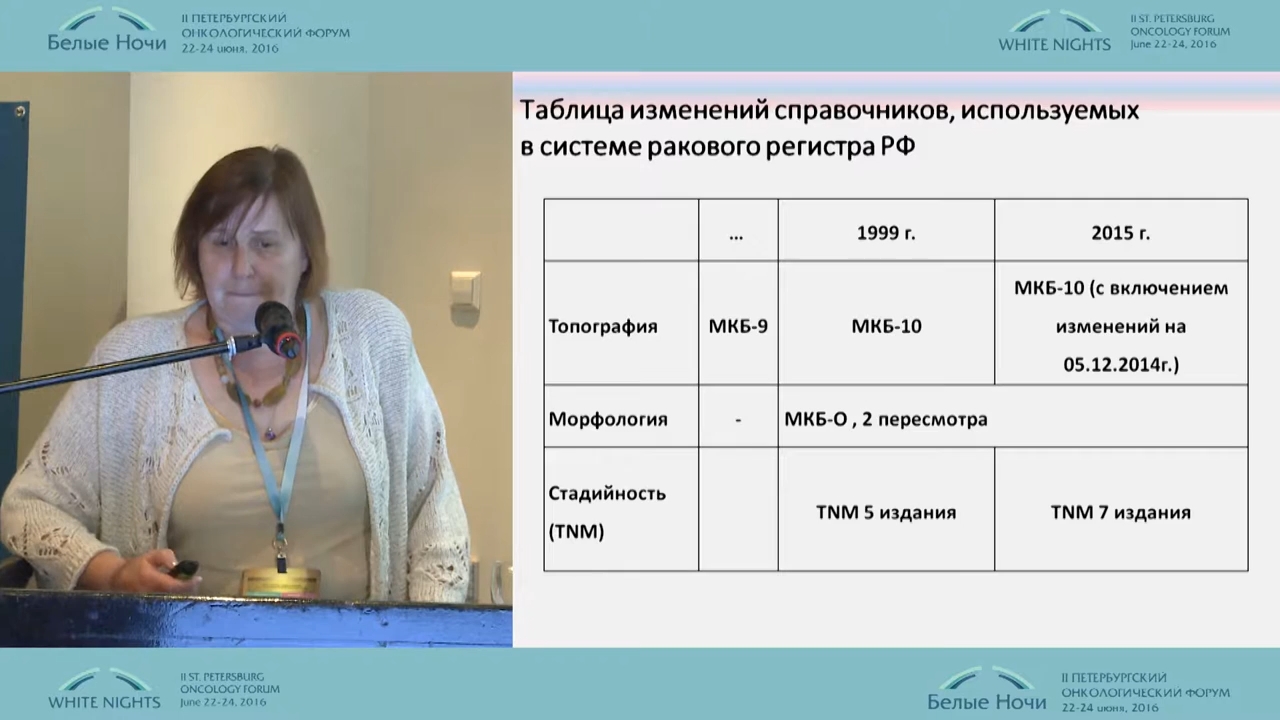 Белые Ночи
II ПЕТЕРБУРГСКИЙ
ОНКОЛОГИЧЕСКИЙ ФОРУМ
22-24 июня, 2016
WHITE NIGHTS
II ST. PETERSBURG
ONCOLOGY FORUM
June 22-24, 2016
Таблица изменений справочников, используемых
в системе ракового регистра РФ
... 1999 г. 2015 г.
Топография МКБ-9 МКБ-10 МКБ-10 (с включением
изменений на
05.12.2014г.)
Морфология - МКБ-О , 2 пересмотра
Стадийность
(TNM)
TNM 5 издания TNM 7 издания
WHITE NIGHTS
II ST. PETERSBURG
ONCOLOGY FORUM
June 22-24, 2016
Белые Ночи
II ПЕТЕРБУРГСКИЙ
ОНКОЛОГИЧЕСКИЙ ФОРУМ
22-24 июня, 2016